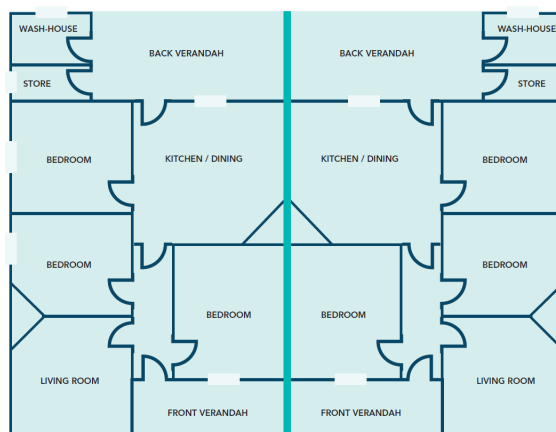 WASH-HOUSE
WASH-HOUSE
BACK VERANDAH
BACK VERANDAH
STORE
STORE
BEDROOM
KITCHEN / DINING
KITCHEN / DINING
BEDROOM
BEDROOM
BEDROOM
BEDROOM
BEDROOM
LIVING ROOM
LIVING ROOM
FRONT VERANDAH
FRONT VERANDAH